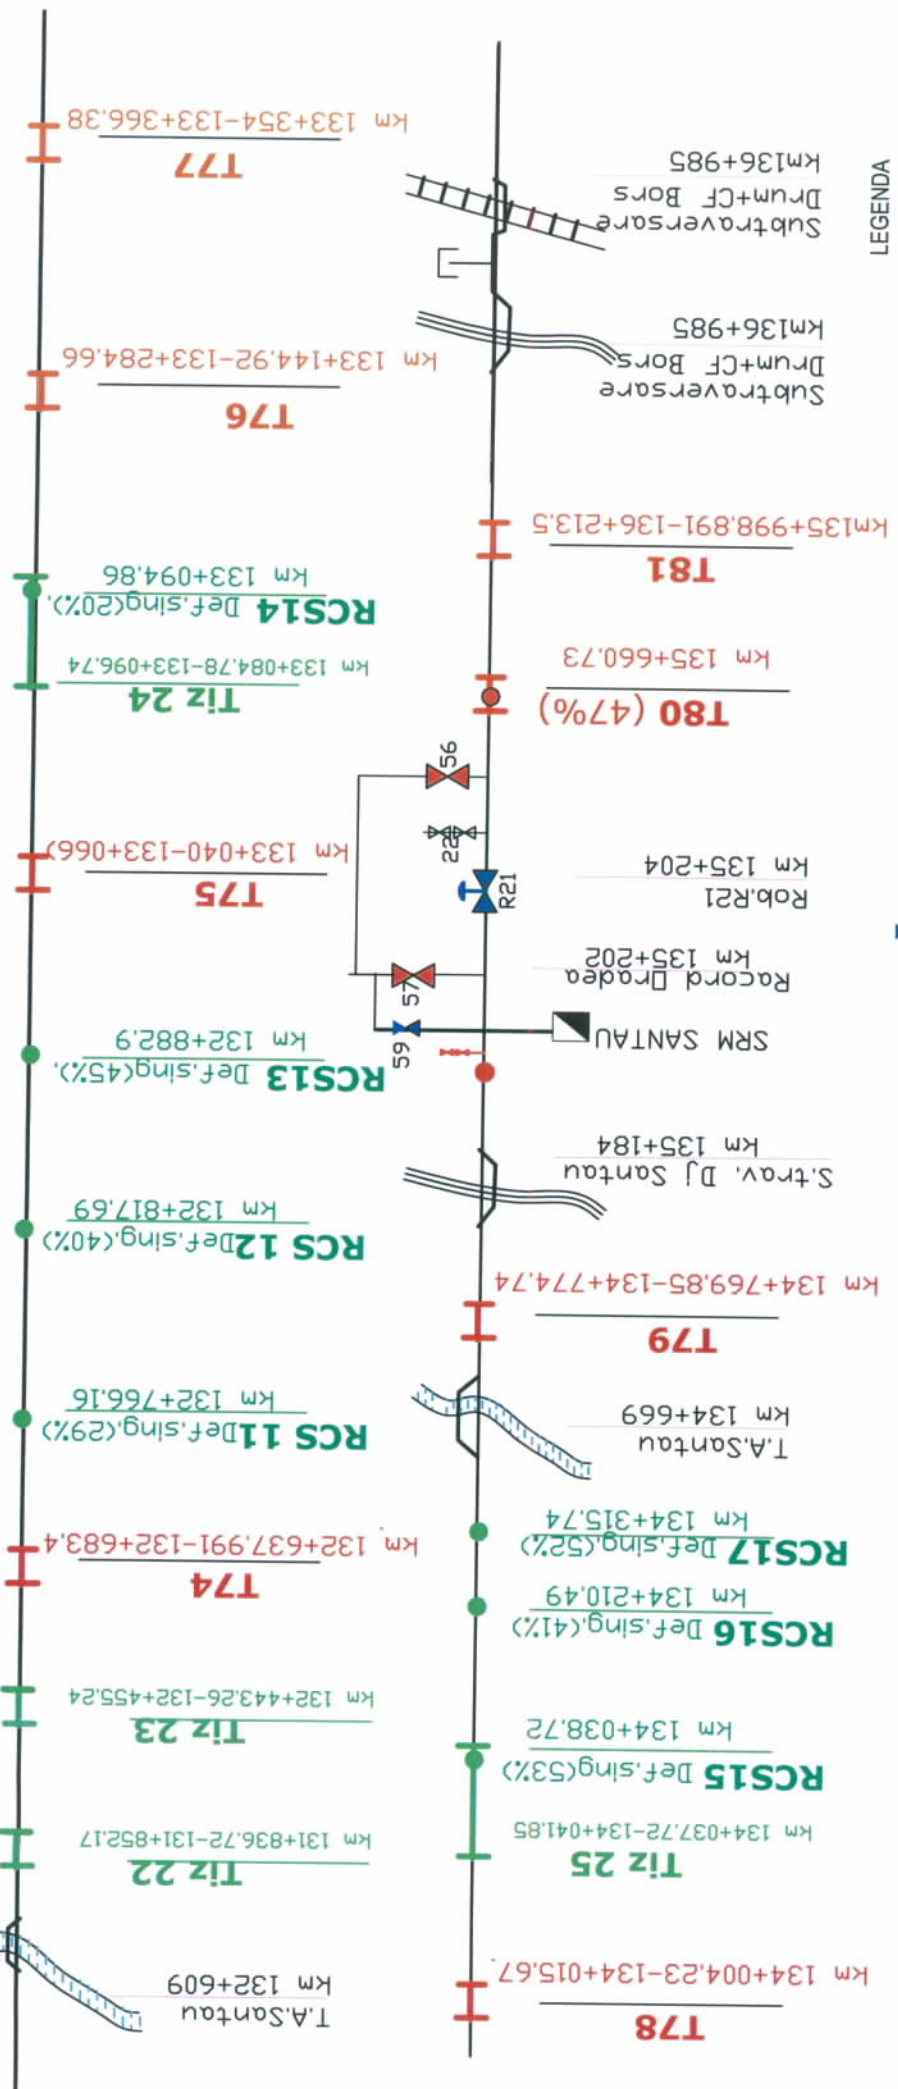 T78
km 134+004.23-134+015.67
Tiz 25
km 134+037.72-134+041.85
RCS15 Def.sing(53%)
km 134+038.72
RCS16 Def.sing.(41%)
km 134+210.49
RCS17 Def.sing.(52%)
km 134+315.74
T.A.Santau
km 134+669
T79
km 134+769.85-134+774.74
S.trav. Dj Santau
km 135+184
SRM SANTAU
59
57
Racord Oradea
km 135+202
Rob.R21
km 135+204
R21
22
56
T80 (47%)
km 135+660.73
T81
Km135+998.891-136+213.5
Subtraversare
Drum+CF Bors
Km136+985
Subtraversare
Drum+CF Bors
Km136+985
LEGENDA
T.A.Santau
km 132+609
Tiz 22
km 131+836.72-131+852.17
Tiz 23
km 132+443.26-132+455.24
T74
km 132+637.991-132+683.4
RCS 11 Def.sing.(29%)
km 132+766.16
RCS 12 Def.sing.(40%)
km 132+817.69
RCS13 Def.sing(45%).
km 132+882.9
T75
km 133+040-133+066)
Tiz 24
km 133+084.78-133+096.74
RCS14 Def.sing(20%).
km 133+094.86
T76
km 133+144.92-133+284.66
T77
km 133+354-133+366.38